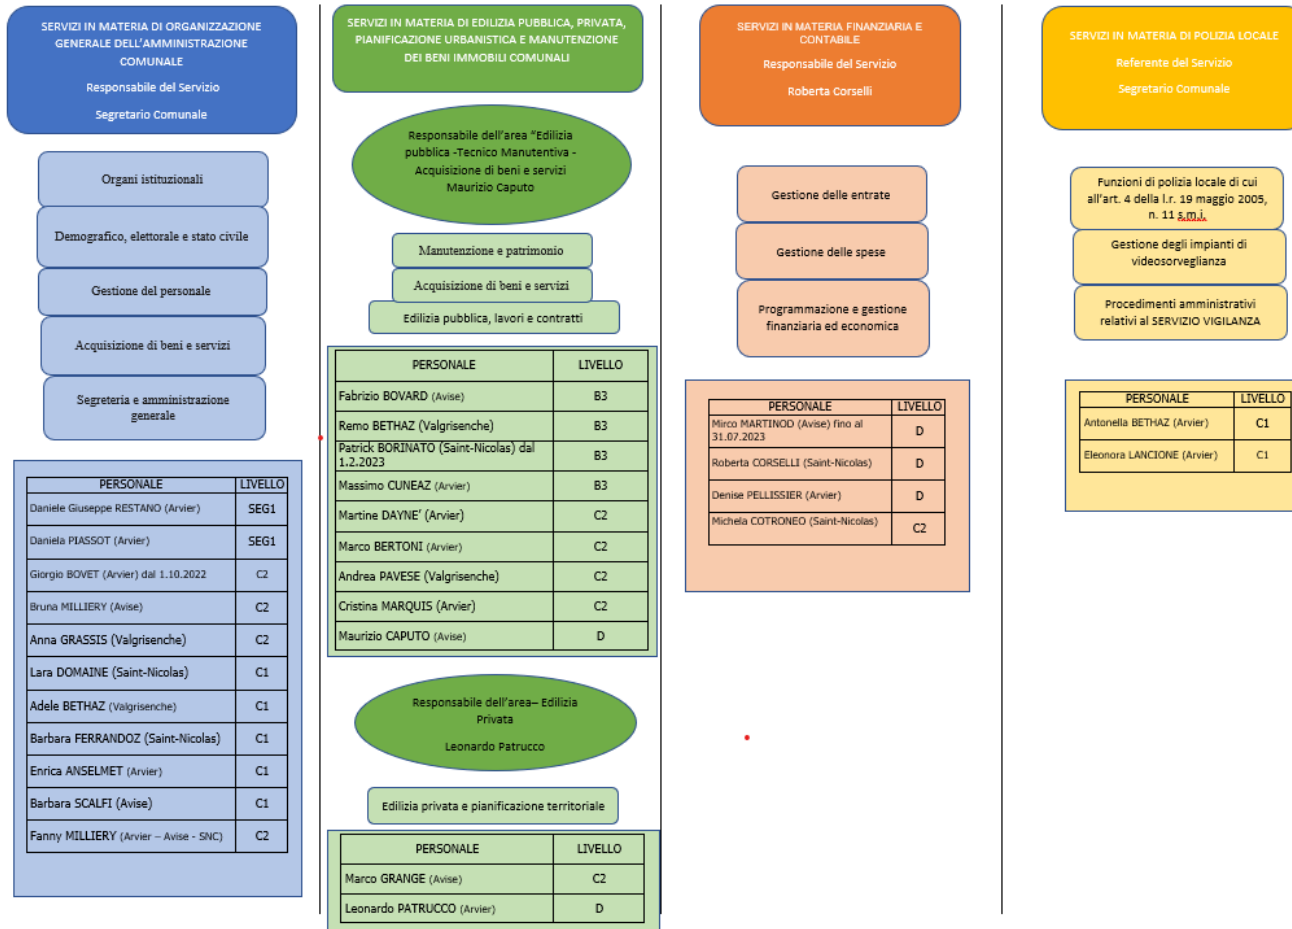 SERVIZI IN MATERIA DI ORGANIZZAZIONE
GENERALE DELL'AMMINISTRAZIONE
COMUNALE
Responsabile del Servizio
Segretario Comunale
Organi istituzionali
Demografico, elettorale e stato civile
Gestione del personale
Acquisizione di beni e servizi
Segreteria e amministrazione
generale
PERSONALE LIVELLO
Daniele Giuseppe RESTANO (Arvier) SEG1
Daniela PIASSOT (Arvier) SEG1
Giorgio BOVET (Arvier) dal 1.10.2022 C2
Bruna MILLIERY (Avise) C2
Anna GRASSIS (Valgrisenche) C2
Lara DOMAINE (Saint-Nicolas) C1
Adele BETHAZ (Valgrisenche) C1
Barbara FERRANDOZ (Saint-Nicolas) C1
Enrica ANSELMET (Arvier) C1
Barbara SCALFI (Avise) C1
Fanny MILLIERY (Arvier – Avise - SNC) C2
SERVIZI IN MATERIA DI EDILIZIA PUBBLICA, PRIVATA,
PIANIFICAZIONE URBANISTICA E MANUTENZIONE
DEI BENI IMMOBILI COMUNALI
Responsabile dell'area "Edilizia
pubblica -Tecnico Manutentiva -
Acquisizione di beni e servizi
Maurizio Caputo
Manutenzione e patrimonio
Acquisizione di beni e servizi
Edilizia pubblica, lavori e contratti
PERSONALE LIVELLO
Fabrizio BOVARD (Avise) B3
Remo BETHAZ (Valgrisenche) B3
Patrick BORINATO (Saint-Nicolas) dal
1.2.2023 B3
Massimo CUNEAZ (Arvier) B3
Martine DAYNE' (Arvier) C2
Marco BERTONI (Arvier) C2
Andrea PAVESE (Valgrisenche) C2
Cristina MARQUIS (Arvier) C2
Maurizio CAPUTO (Avise) D
Responsabile dell'area– Edilizia
Privata
Leonardo Patrucco
Edilizia privata e pianificazione territoriale
PERSONALE LIVELLO
Marco GRANGE (Avise) C2
Leonardo PATRUCCO (Arvier) D
SERVIZI IN MATERIA FINANZIARIA E
CONTABILE
Responsabile del Servizio
Roberta Corselli
Gestione delle entrate
Gestione delle spese
Programmazione e gestione
finanziaria ed economica
PERSONALE LIVELLO
Mirco MARTINOD (Avise) fino al
31.07.2023 D
Roberta CORSELLI (Saint-Nicolas) D
Denise PELLISSIER (Arvier) D
Michela COTRONEO (Saint-Nicolas) C2
SERVIZI IN MATERIA DI POLIZIA LOCALE
Referente del Servizio
Segretario Comunale
Funzioni di polizia locale di cui
all'art. 4 della l.r. 19 maggio 2005,
n. 11 s.m.i.
Gestione degli impianti di
videosorveglianza
Procedimenti amministrativi
relativi al SERVIZIO VIGILANZA
PERSONALE LIVELLO
Antonella BETHAZ (Arvier) C1
Eleonora LANCIONE (Arvier) C1